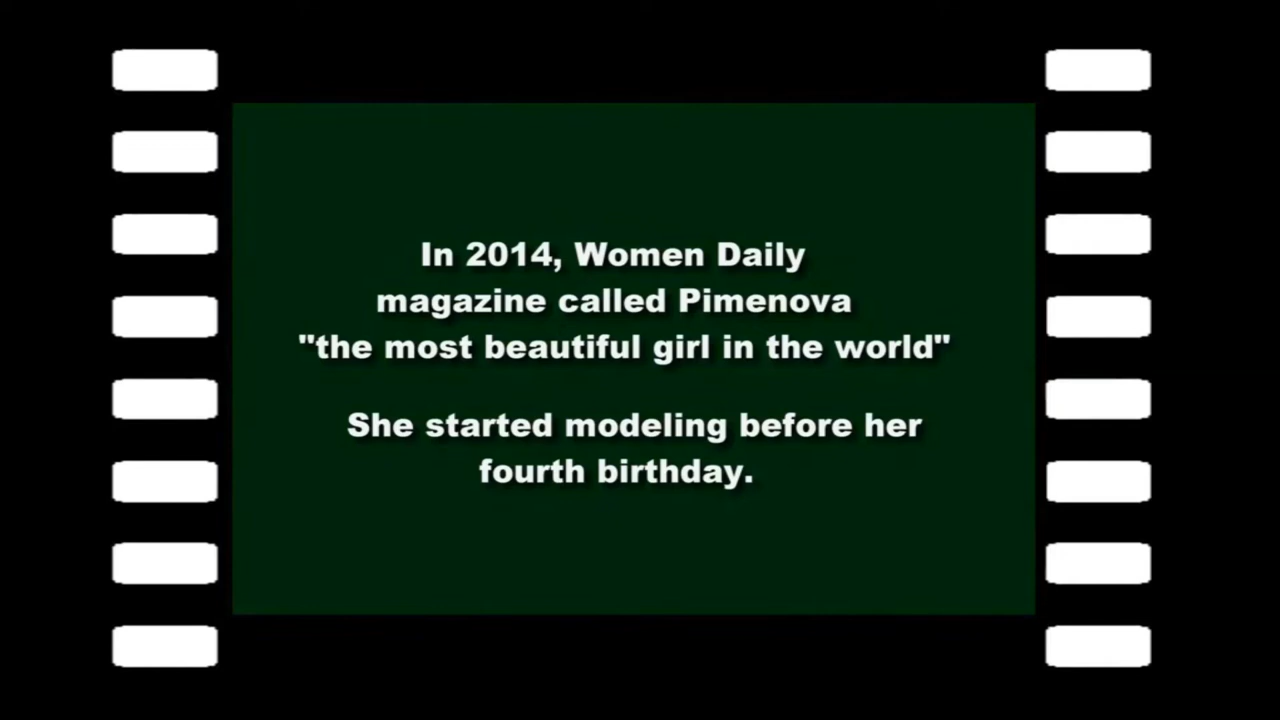 In 2014, Women Daily
magazine called Pimenova
"the most beautiful girl in the world"
She started modeling before her
fourth birthday.